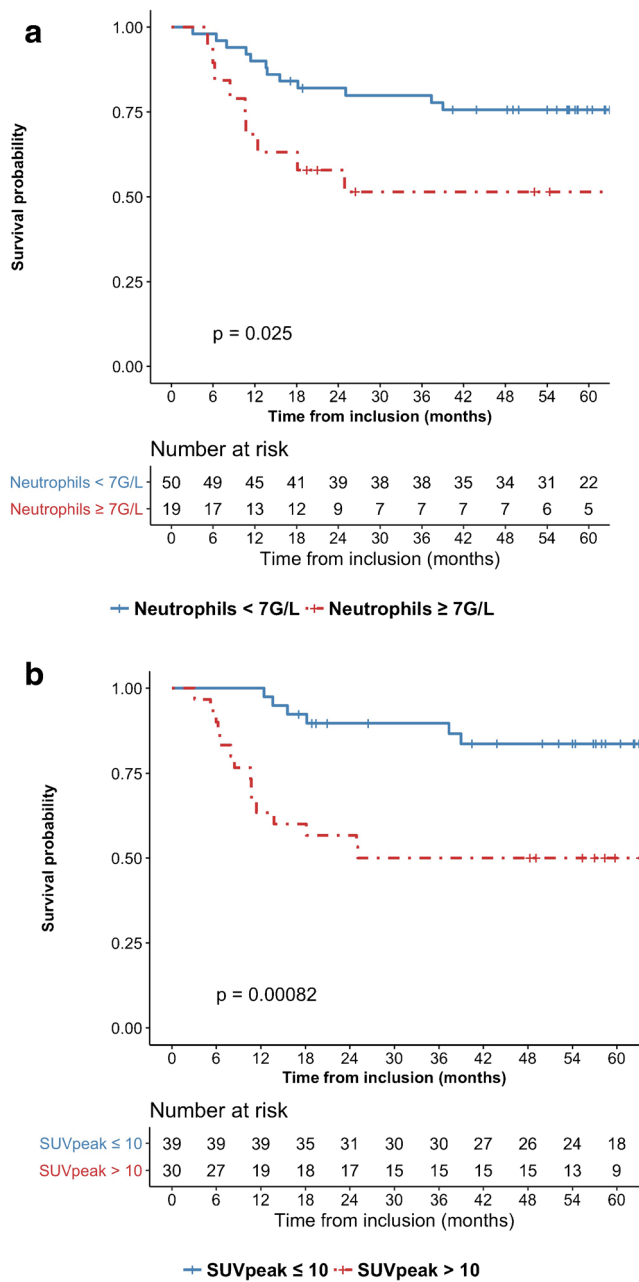 a
Survival probability
1.00
0.75
0.50
0.25
0.00
p = 0.025
0 6 12 18 24 30 36 42 48 54 60
Time from inclusion (months)
Number at risk
Neutrophils < 7G/L 50 49 45 41 39 38 38 35 34 31 22
Neutrophils ≥ 7G/L 19 17 13 12 9 7 7 7 7 6 5
0 6 12 18 24 30 36 42 48 54 60
Time from inclusion (months)
Neutrophils < 7G/L Neutrophils ≥ 7G/L
b
Survival probability
1.00
0.75
0.50
0.25
0.00
p = 0.00082
0 6 12 18 24 30 36 42 48 54 60
Time from inclusion (months)
Number at risk
SUVpeak ≤ 10 39 39 39 35 31 30 30 27 26 24 18
SUVpeak > 10 30 27 19 18 17 15 15 15 15 13 9
0 6 12 18 24 30 36 42 48 54 60
Time from inclusion (months)
SUVpeak ≤ 10 SUVpeak > 10